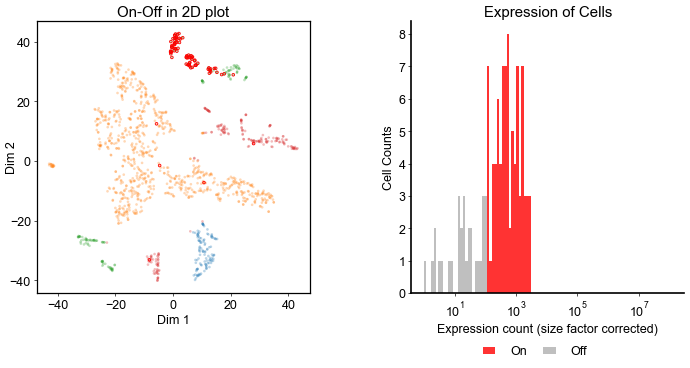 On-Off in 2D plot
40
20
0
−20
−40
Dim 2
−40 −20 0 20 40
Dim 1
Expression of Cells
8
7
6
5
4
3
2
1
0
Cell Counts
10^1 10^3 10^5 10^7
Expression count (size factor corrected)
On Off